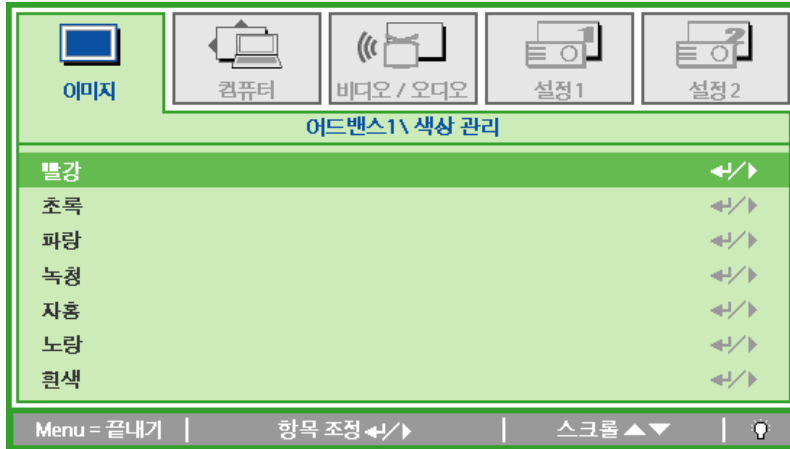 이미지
컴퓨터
비디오 / 오디오
설정 1
설정 2
어드밴스1 \ 색상 관리
빨강
초록
파랑
녹청
자홍
노랑
흰색
Menu = 끝내기
항목 조정
스크롤